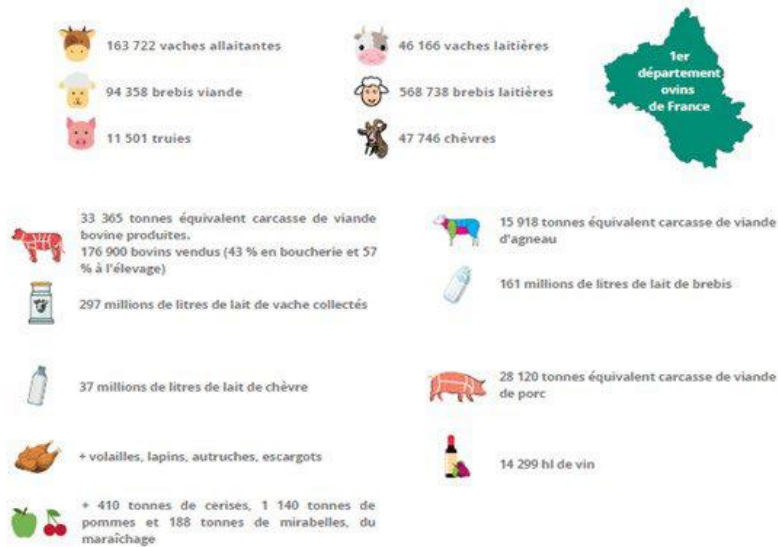 163 722 vaches allaitantes
46 166 vaches laitières
1er
département
ovins
de France
94 358 brebis viande
568 738 brebis laitières
11 501 truies
47 746 chèvres
33 365 tonnes équivalent carcasse de viande
bovine produites.
176 900 bovins vendus (43 % en boucherie et 57
% à l'élevage)
15 918 tonnes équivalent carcasse de viande
d'agneau
297 millions de litres de lait de vache collectés
161 millions de litres de lait de brebis
37 millions de litres de lait de chèvre
28 120 tonnes équivalent carcasse de viande
de porc
+ volailles, lapins, autruches, escargots
14 299 hl de vin
+ 410 tonnes de cerises, 1 140 tonnes de
pommes et 188 tonnes de mirabelles, du
maraîchage